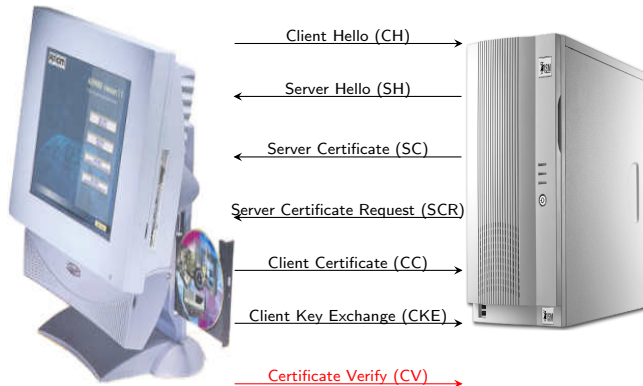 Client Hello (CH)
Server Hello (SH)
Server Certificate (SC)
Server Certificate Request (SCR)
Client Certificate (CC)
Client Key Exchange (CKE)
Certificate Verify (CV)